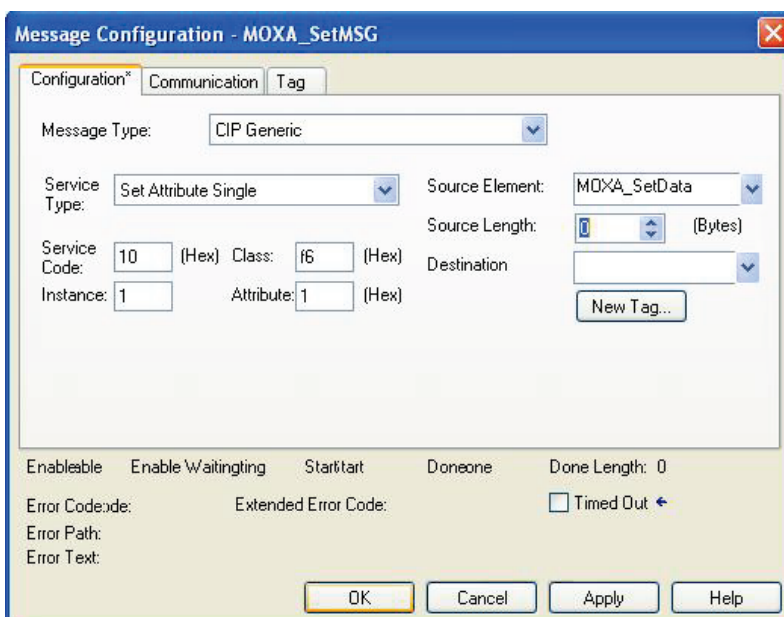 Message Configuration - MOXA_SetMSG
Configuration* Communication Tag
Message Type: CIP Generic
Service Type: Set Attribute Single
Source Element: MOXA_SetData
Source Length: 0 (Bytes)
Service Code: 10 (Hex) Class: f6 (Hex)
Destination
Instance: 1 Attribute: 1 (Hex)
New Tag...
Enableable Enable Waitingting Start/tart Doneone Done Length: 0
Error Code:ode: Extended Error Code: Timed Out ←
Error Path:
Error Text:
OK Cancel Apply Help